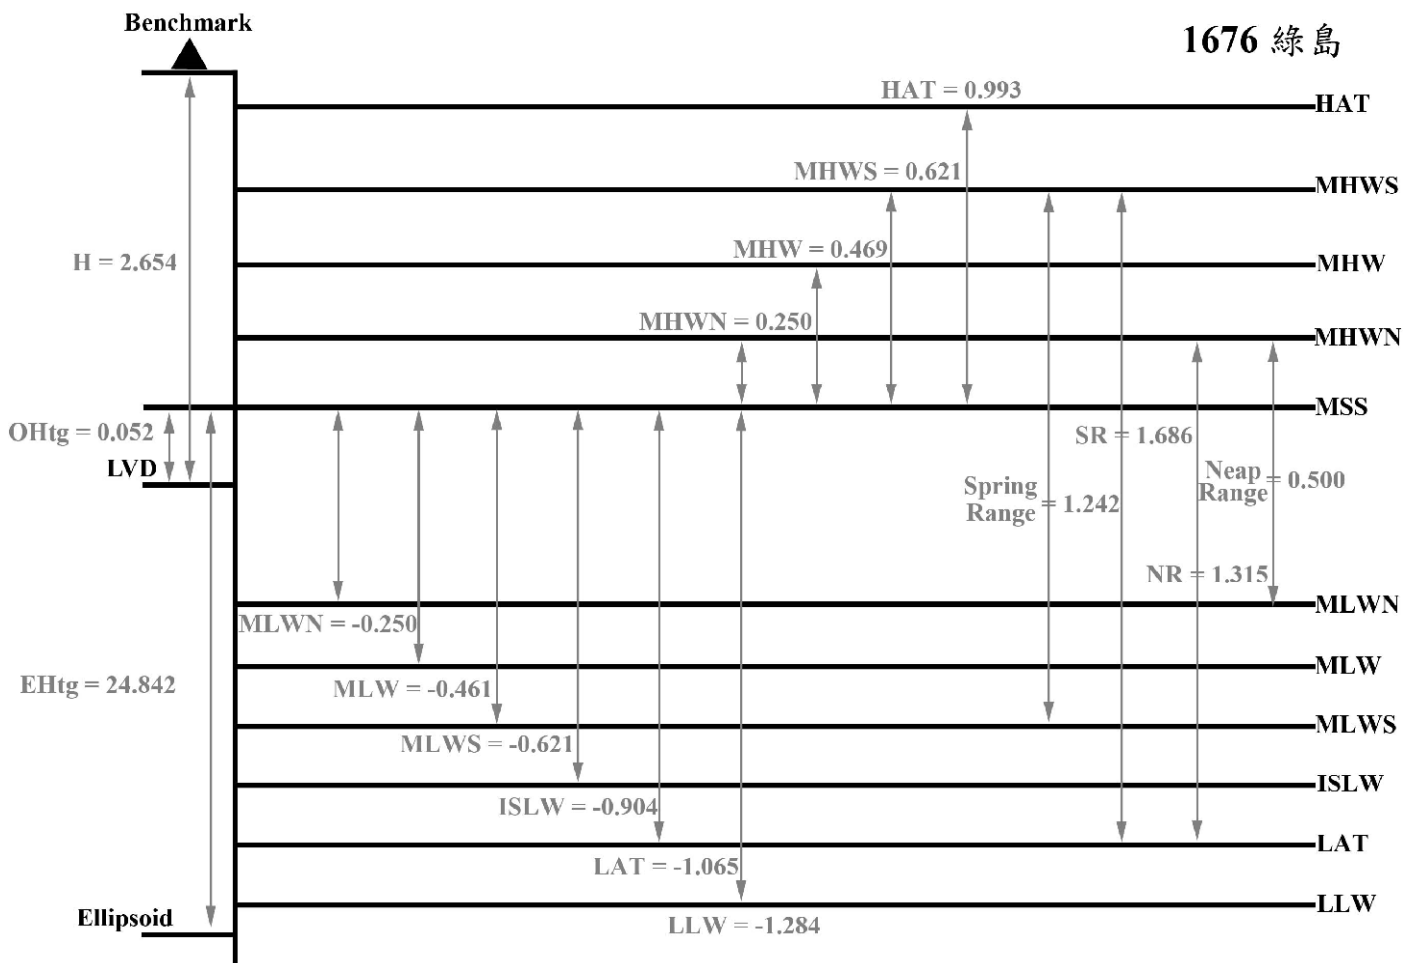 Benchmark
1676 綠島
HAT = 0.993
HAT
MHWS = 0.621
MHWS
MHW = 0.469
H = 2.654
MHW
MHWN = 0.250
MHWN
MSS
OHtg = 0.052
SR = 1.686
LVD
Neap
Range = 0.500
Spring
Range = 1.242
NR = 1.315
MLWN
MLWN = -0.250
MLW
EHtg = 24.842
MLW = -0.461
MLWS
MLWS = -0.621
ISLW
ISLW = -0.904
LAT
LAT = -1.065
LLW
Ellipsoid
LLW = -1.284